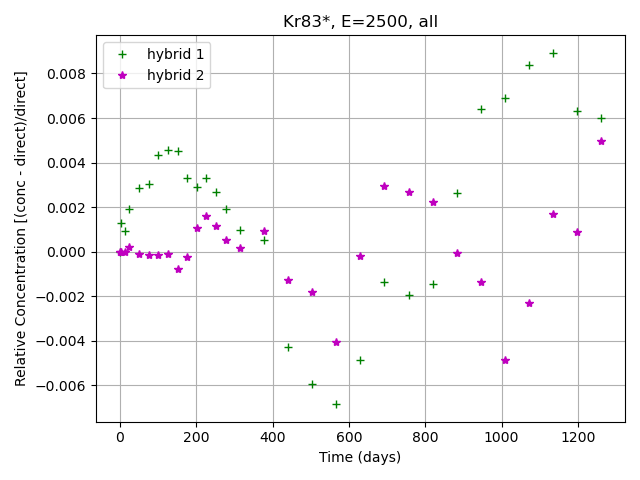 Kr83*, E=2500, all
hybrid 1
hybrid 2
Relative Concentration [(conc - direct)/direct]
0.008
0.006
0.004
0.002
0.000
−0.002
−0.004
−0.006
0 200 400 600 800 1000 1200
Time (days)